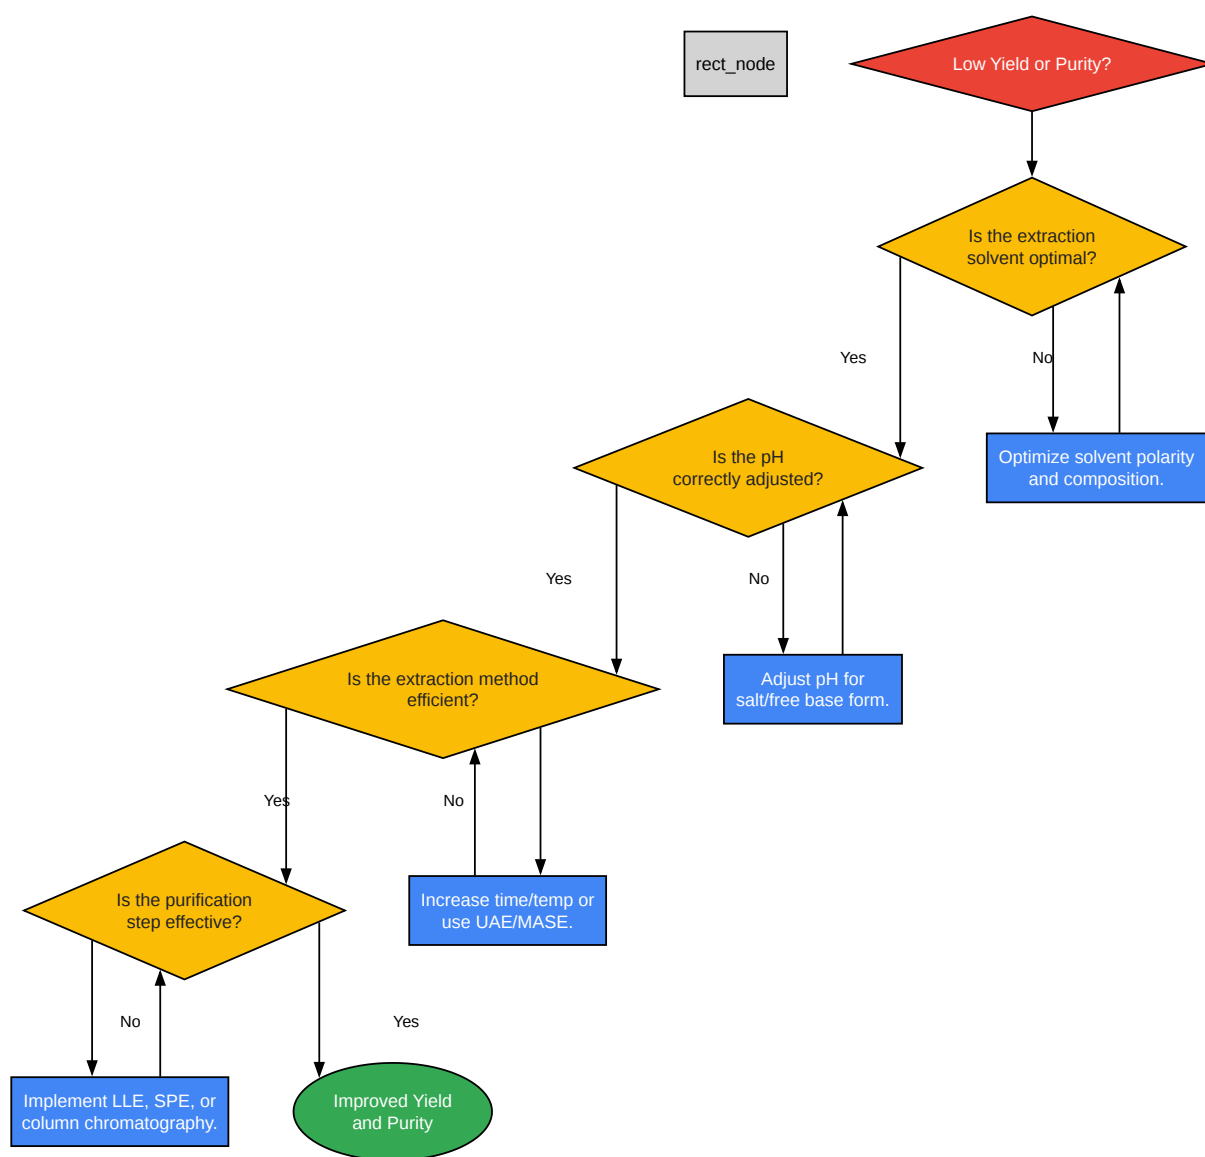 rect_node
Low Yield or Purity?
Is the extraction
solvent optimal?
Yes
No
Optimize solvent polarity
and composition.
Is the pH
correctly adjusted?
Yes
No
Adjust pH for
salt/free base form.
Is the extraction method
efficient?
Yes
No
Increase time/temp or
use UAE/MASE.
Is the purification
step effective?
No
Yes
Implement LLE, SPE, or
column chromatography.
Improved Yield
and Purity